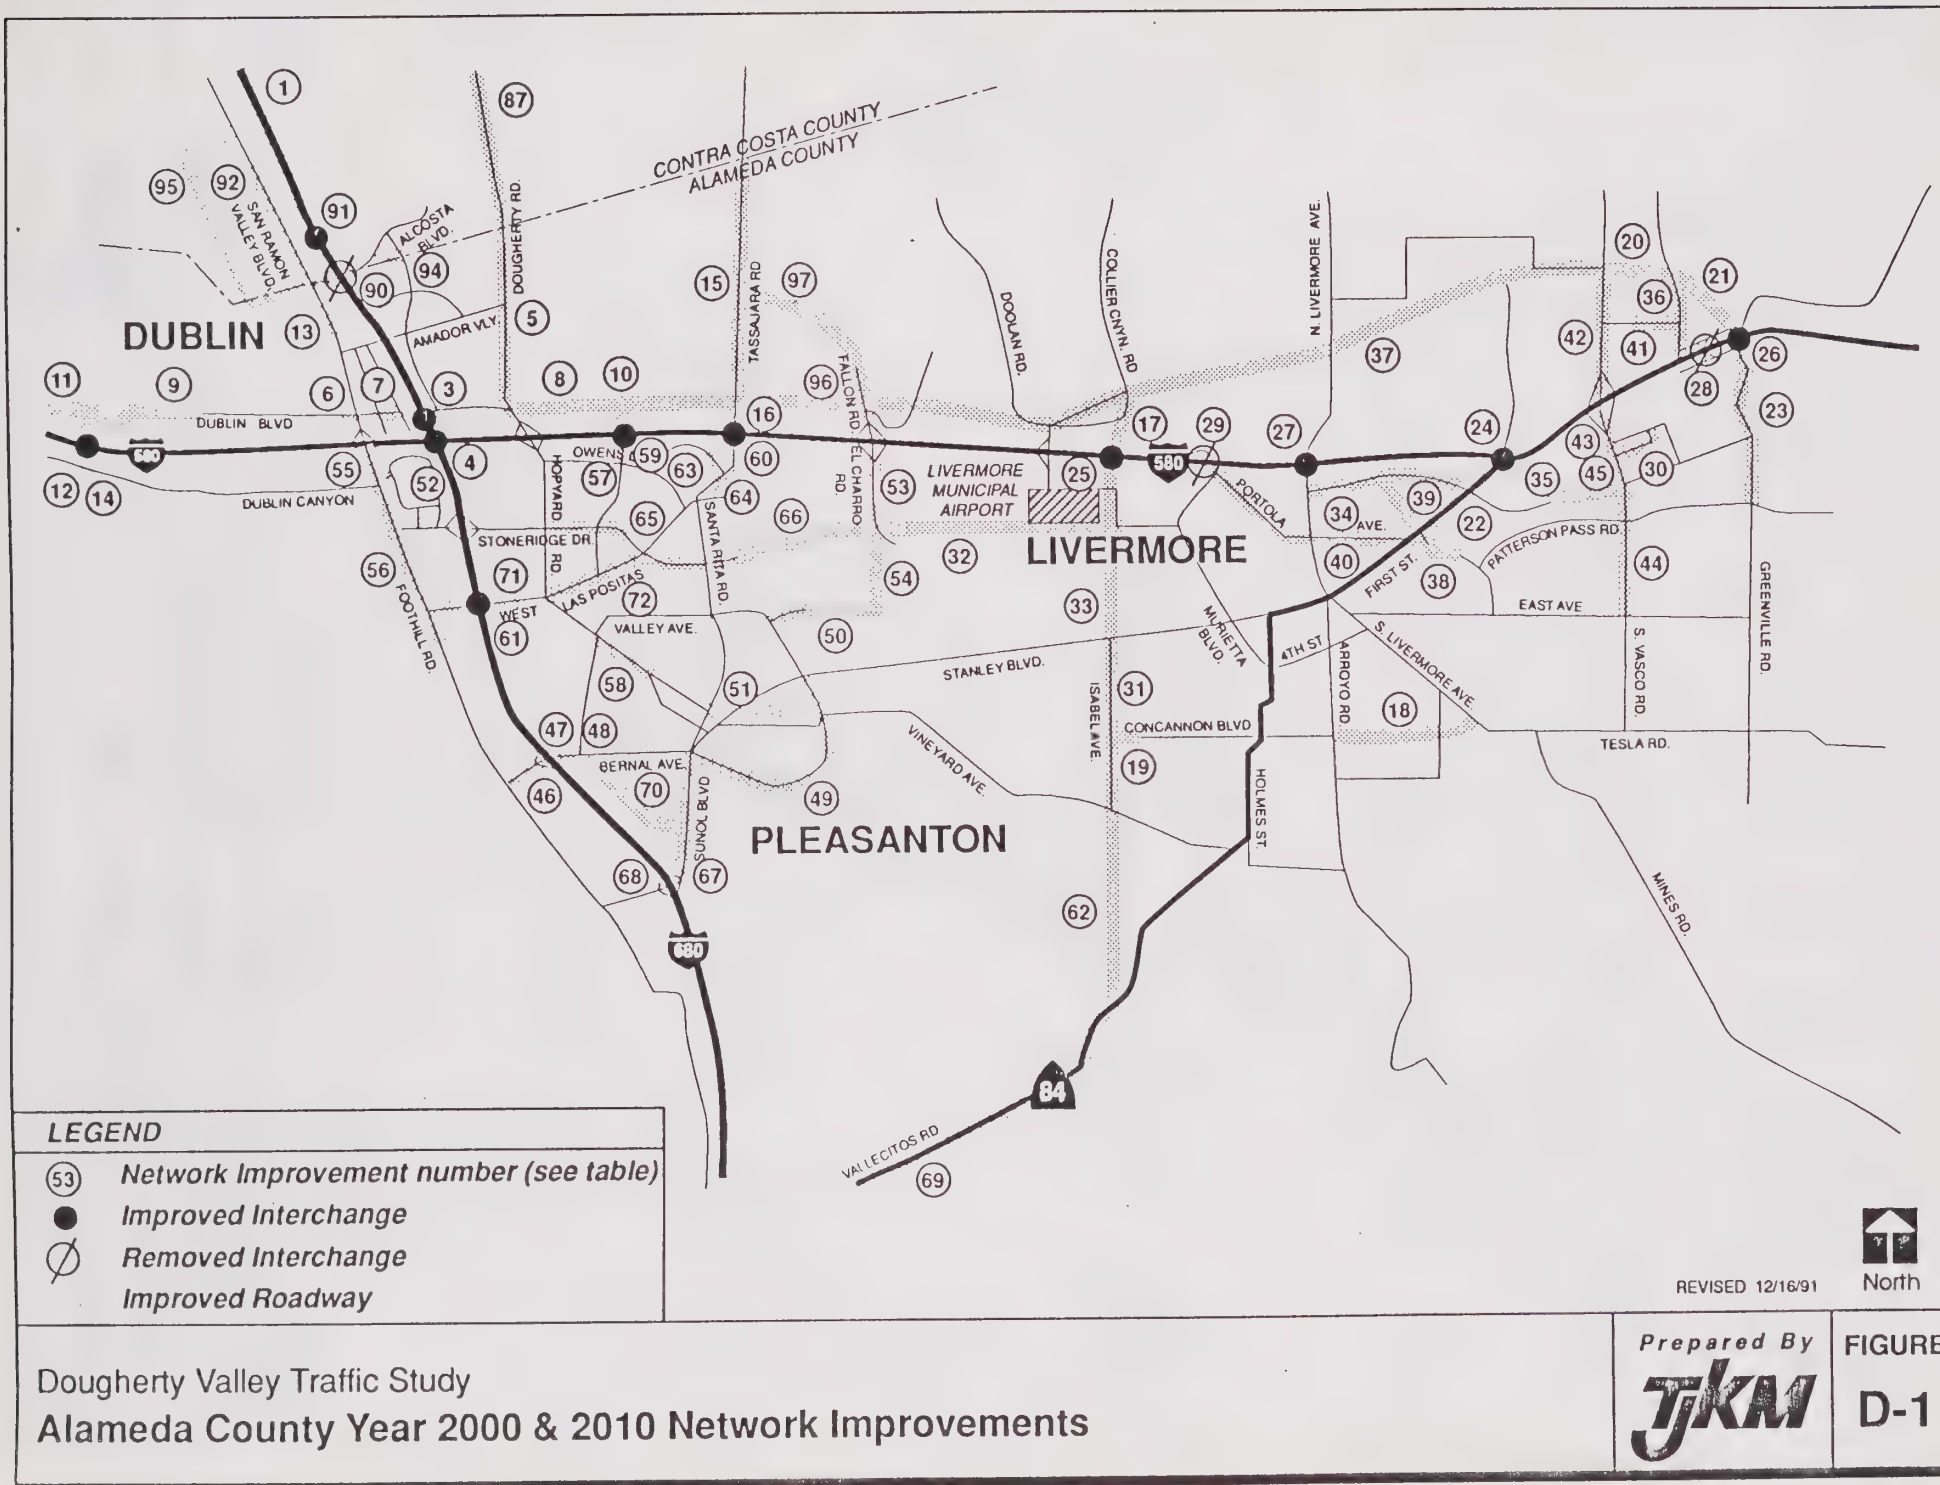 1
87
CONTRA COSTA COUNTY
ALAMEDA COUNTY
95
92
SAN RAMON
VALLEY BLVD.
91
ALCOSTA
BLVD.
94
90
DOUGHERTY RD.
15
TASSAJARA RD
97
DOOLAN RD.
COLLIER CNYN. RD
N. LIVERMORE AVE.
20
21
36
42
41
26
28
23
37
DUBLIN
13
AMADOR VLY.
5
11
9
6
7
3
8
10
96
FALLON RD.
16
17
29
27
24
DUBLIN BLVD
580
4
OWENS
59
63
60
EL CHARRO
RD.
53
LIVERMORE
MUNICIPAL
AIRPORT
25
580
43
45
30
35
12
14
DUBLIN CANYON
55
52
HOPYARD RD
57
64
65
66
SANTA RITA RD.
PORTOLA
AVE.
34
39
22
PATTERSON PASS RD.
STONERIDGE DR.
32
LIVERMORE
40
FIRST ST.
38
44
56
FOOTHILL RD.
71
WEST
LAS POSITAS
72
54
33
61
VALLEY AVE.
50
STANLEY BLVD.
MURIETTA
BLVD.
4TH ST
EAST AVE
S. LIVERMORE AVE.
S. VASCO RD.
GREENVILLE RD.
58
51
31
ISABEL AVE.
CONCANNON BLVD
ARROYO RD.
18
TESLA RD.
47
48
BERNAL AVE.
46
70
SUNOL BLVD
49
VINEYARD AVE.
19
HOLMES ST
PLEASANTON
68
67
62
MINES RD.
680
84
VALLECITOS RD
69
LEGEND
53 Network Improvement number (see table)
Improved Interchange
Removed Interchange
Improved Roadway
REVISED 12/16/91
North
Dougherty Valley Traffic Study
Alameda County Year 2000 & 2010 Network Improvements
Prepared By
TJKM
FIGURE
D-1